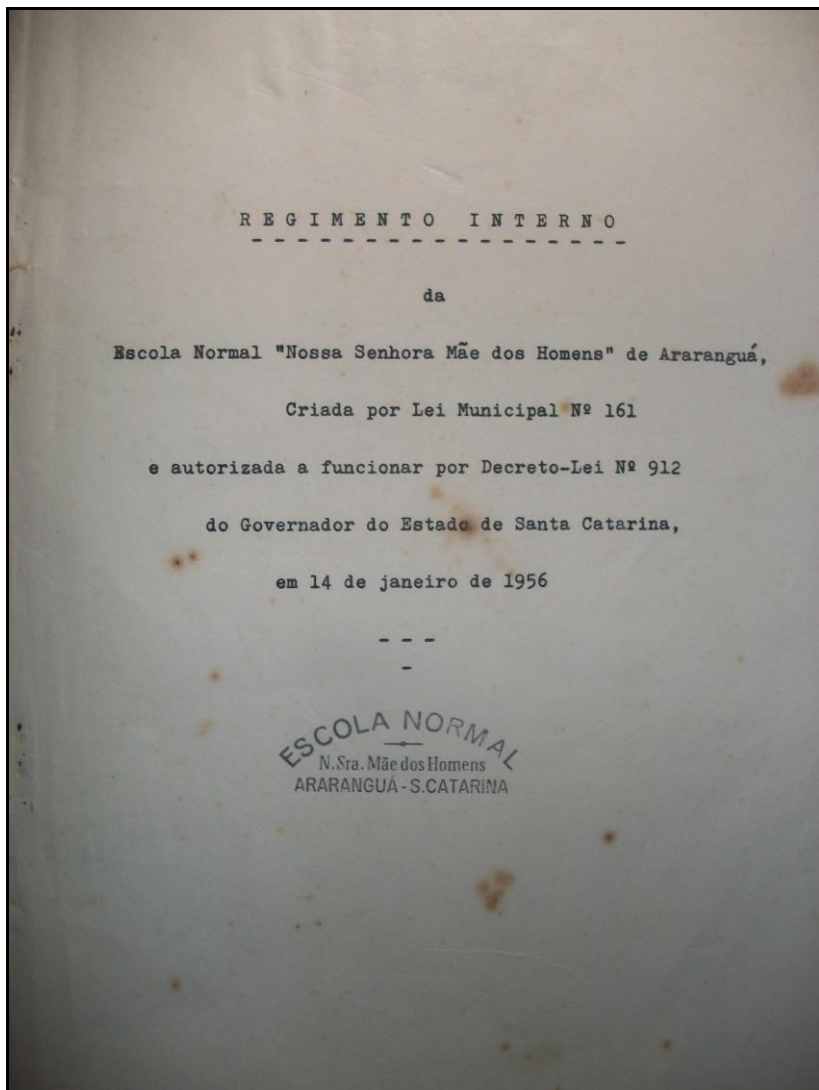 REGIMENTO INTERNO
da
Escola Normal "Nossa Senhora Mãe dos Homens" de Araranguá,
Criada por Lei Municipal Nº 161
e autorizada a funcionar por Decreto-Lei Nº 912
do Governador do Estado de Santa Catarina,
em 14 de janeiro de 1956
ESCOLA NORMAL
N. Sra. Mãe dos Homens
ARARANGUÁ - S. CATARINA